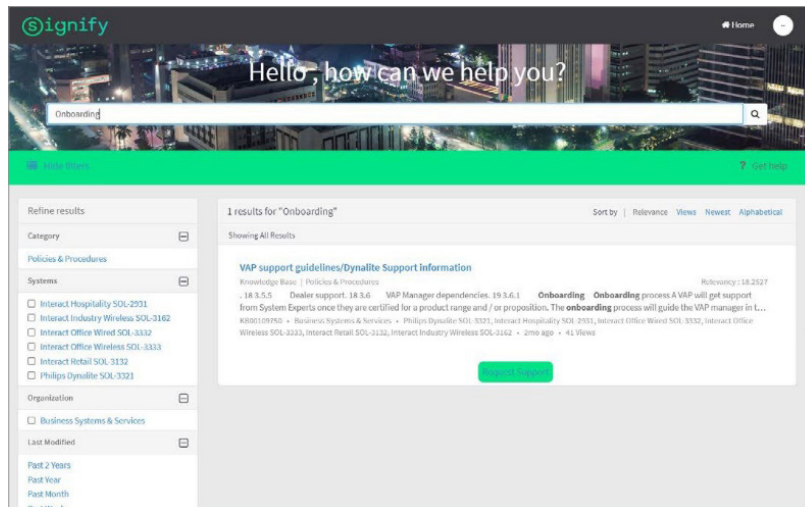 Signify
Home
Hello , how can we help you?
Onboarding
Hide filters
? Get help
Refine results
Category
Policies & Procedures
Systems
Interact Hospitality SOL-2931
Interact Industry Wireless SOL-3162
Interact Office Wired SOL-3332
Interact Office Wireless SOL-3333
Interact Retail SOL-3132
Philips Dynalite SOL-3321
Organization
Business Systems & Services
Last Modified
Past 2 Years
Past Year
Past Month
1 results for "Onboarding"
Sort by | Relevance Views Newest Alphabetical
Showing All Results
VAP support guidelines/Dynalite Support information
Knowledge Base | Policies & Procedures
Relevancy : 18.2527
. 18 3.5.5 Dealer support. 18 3.6 VAP Manager dependencies. 19 3.6.1 Onboarding Onboarding process A VAP will get support
from System Experts once they are certified for a product range and / or proposition. The onboarding process will guide the VAP manager in t...
KB00109750 • Business Systems & Services • Philips Dynalite SOL-3321, Interact Hospitality SOL-2931, Interact Office Wired SOL-3332, Interact Office
Wireless SOL-3333, Interact Retail SOL-3132, Interact Industry Wireless SOL-3162 • 2mo ago • 41 Views
Request Support